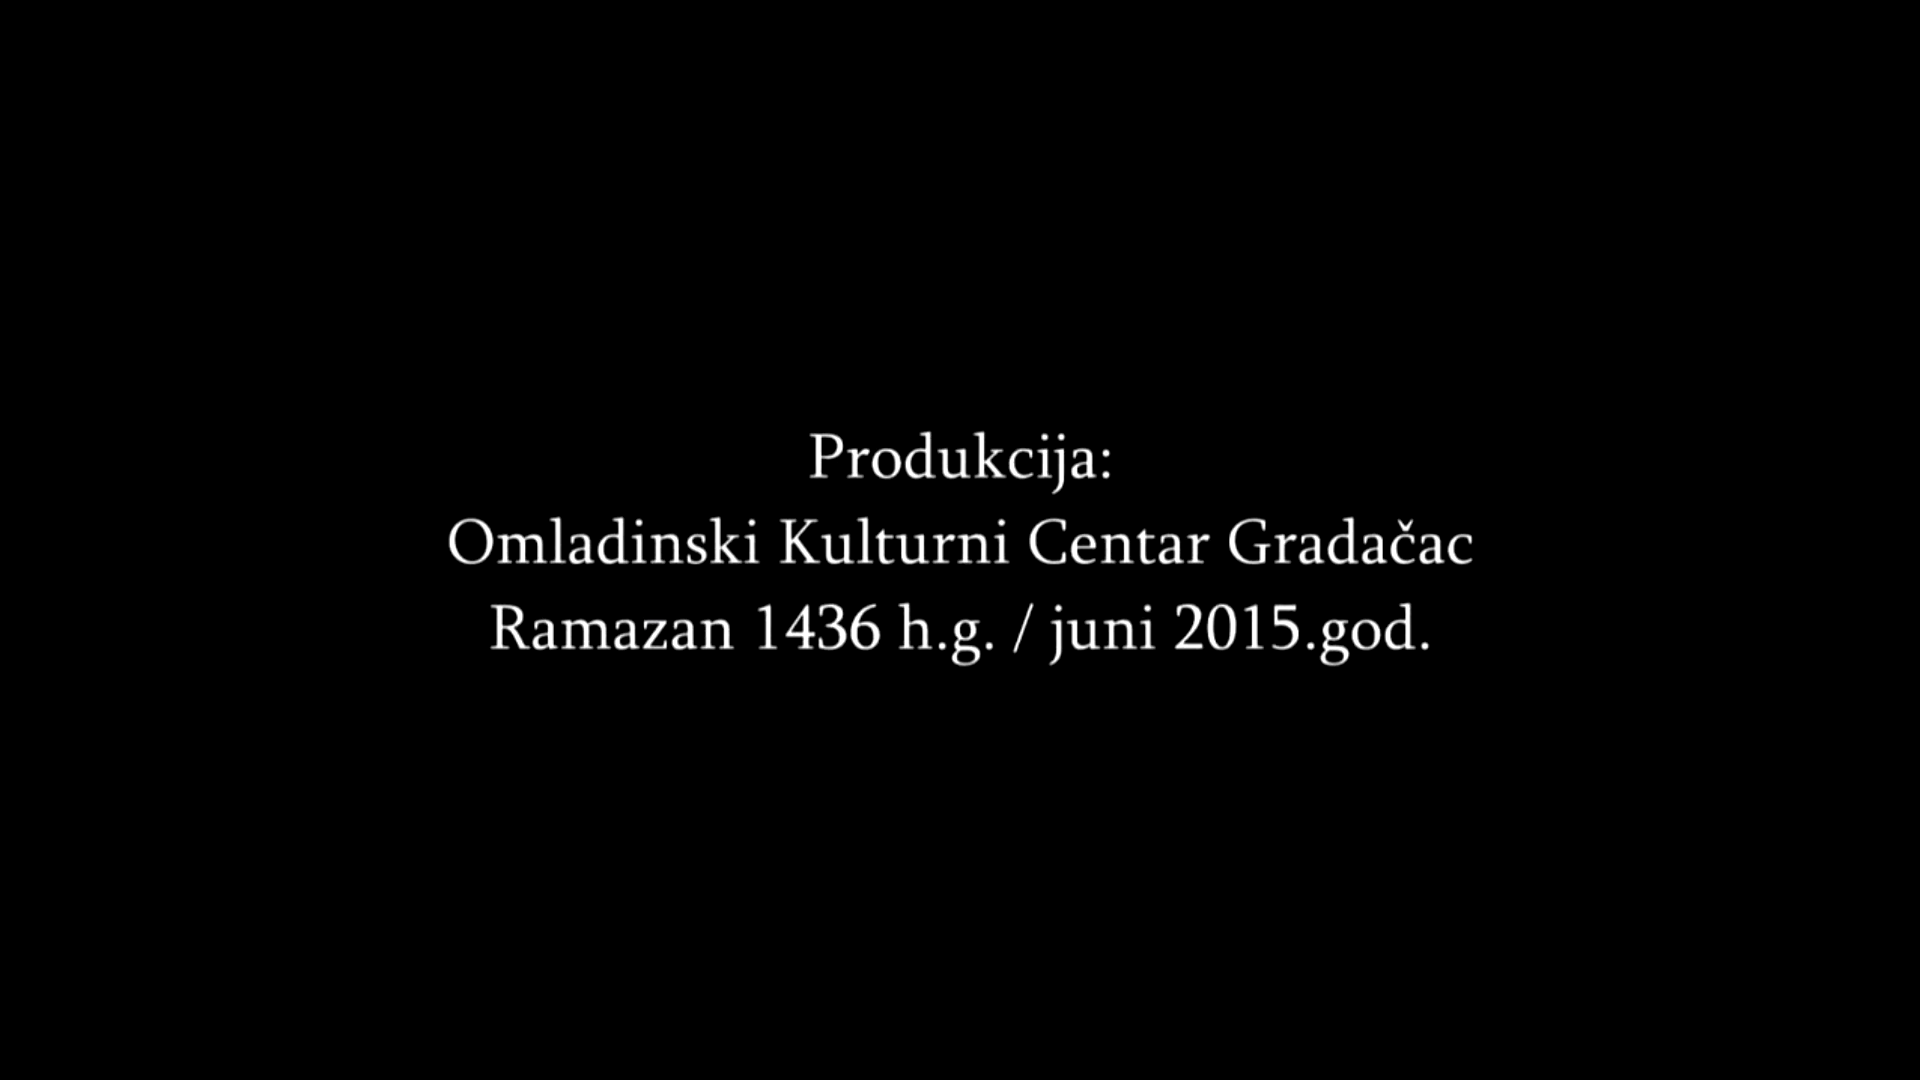 Produkcija:
Omladinski Kulturni Centar Gradačac
Ramazan 1436 h.g. / juni 2015.god.